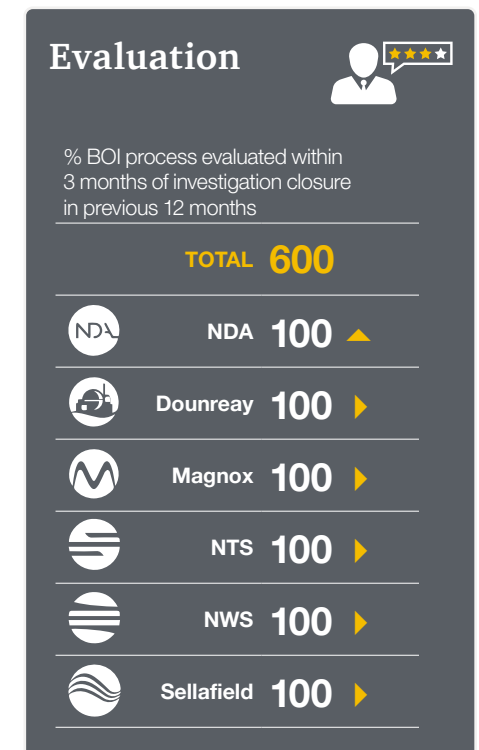 Evaluation
% BOI process evaluated within
3 months of investigation closure
in previous 12 months
TOTAL 600
NDA NDA 100
Dounreay 100
Magnox 100
NTS 100
NWS 100
Sellafield 100